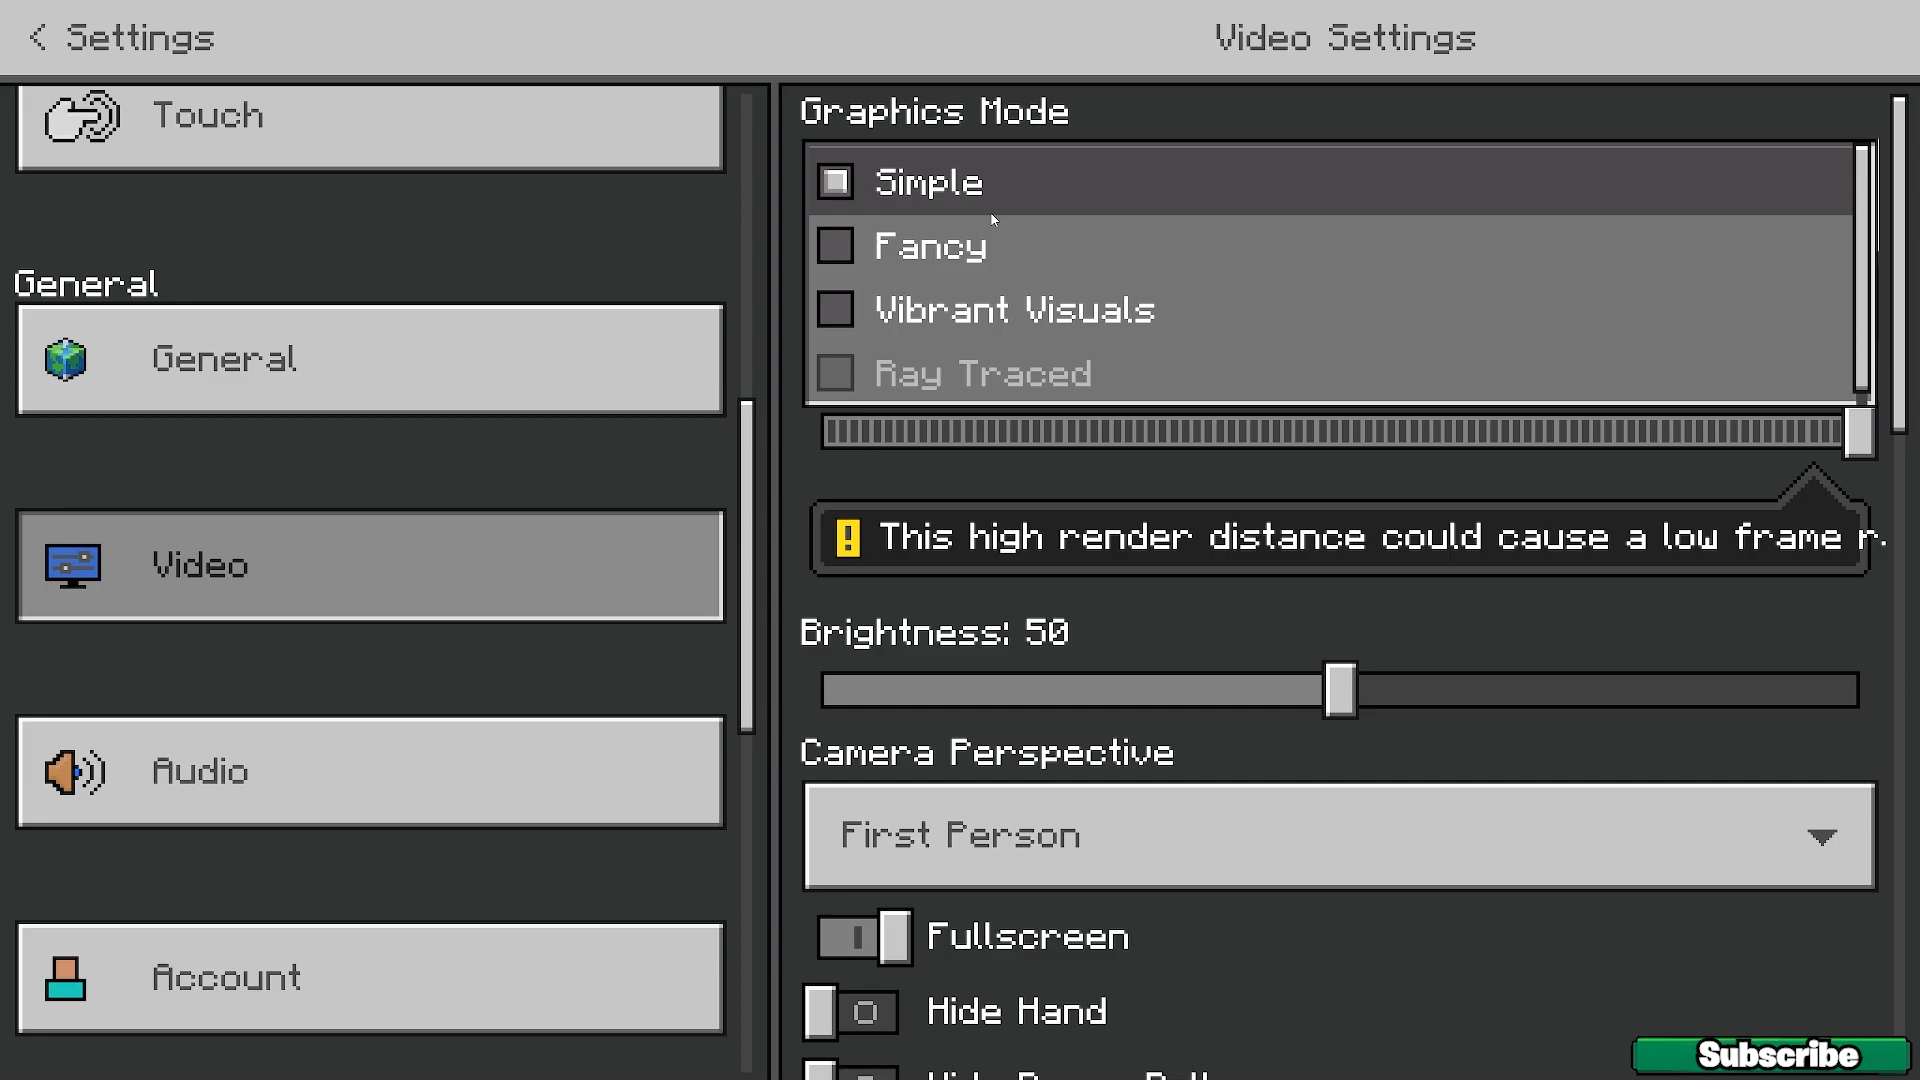 Settings
Video Settings
Touch
General
General
Video
Audio
Account
Graphics Mode
Simple
Fancy
Vibrant Visuals
Ray Traced
This high render distance could cause a low frame r.
Brightness: 50
Camera Perspective
First Person
Fullscreen
Hide Hand
Subscribe